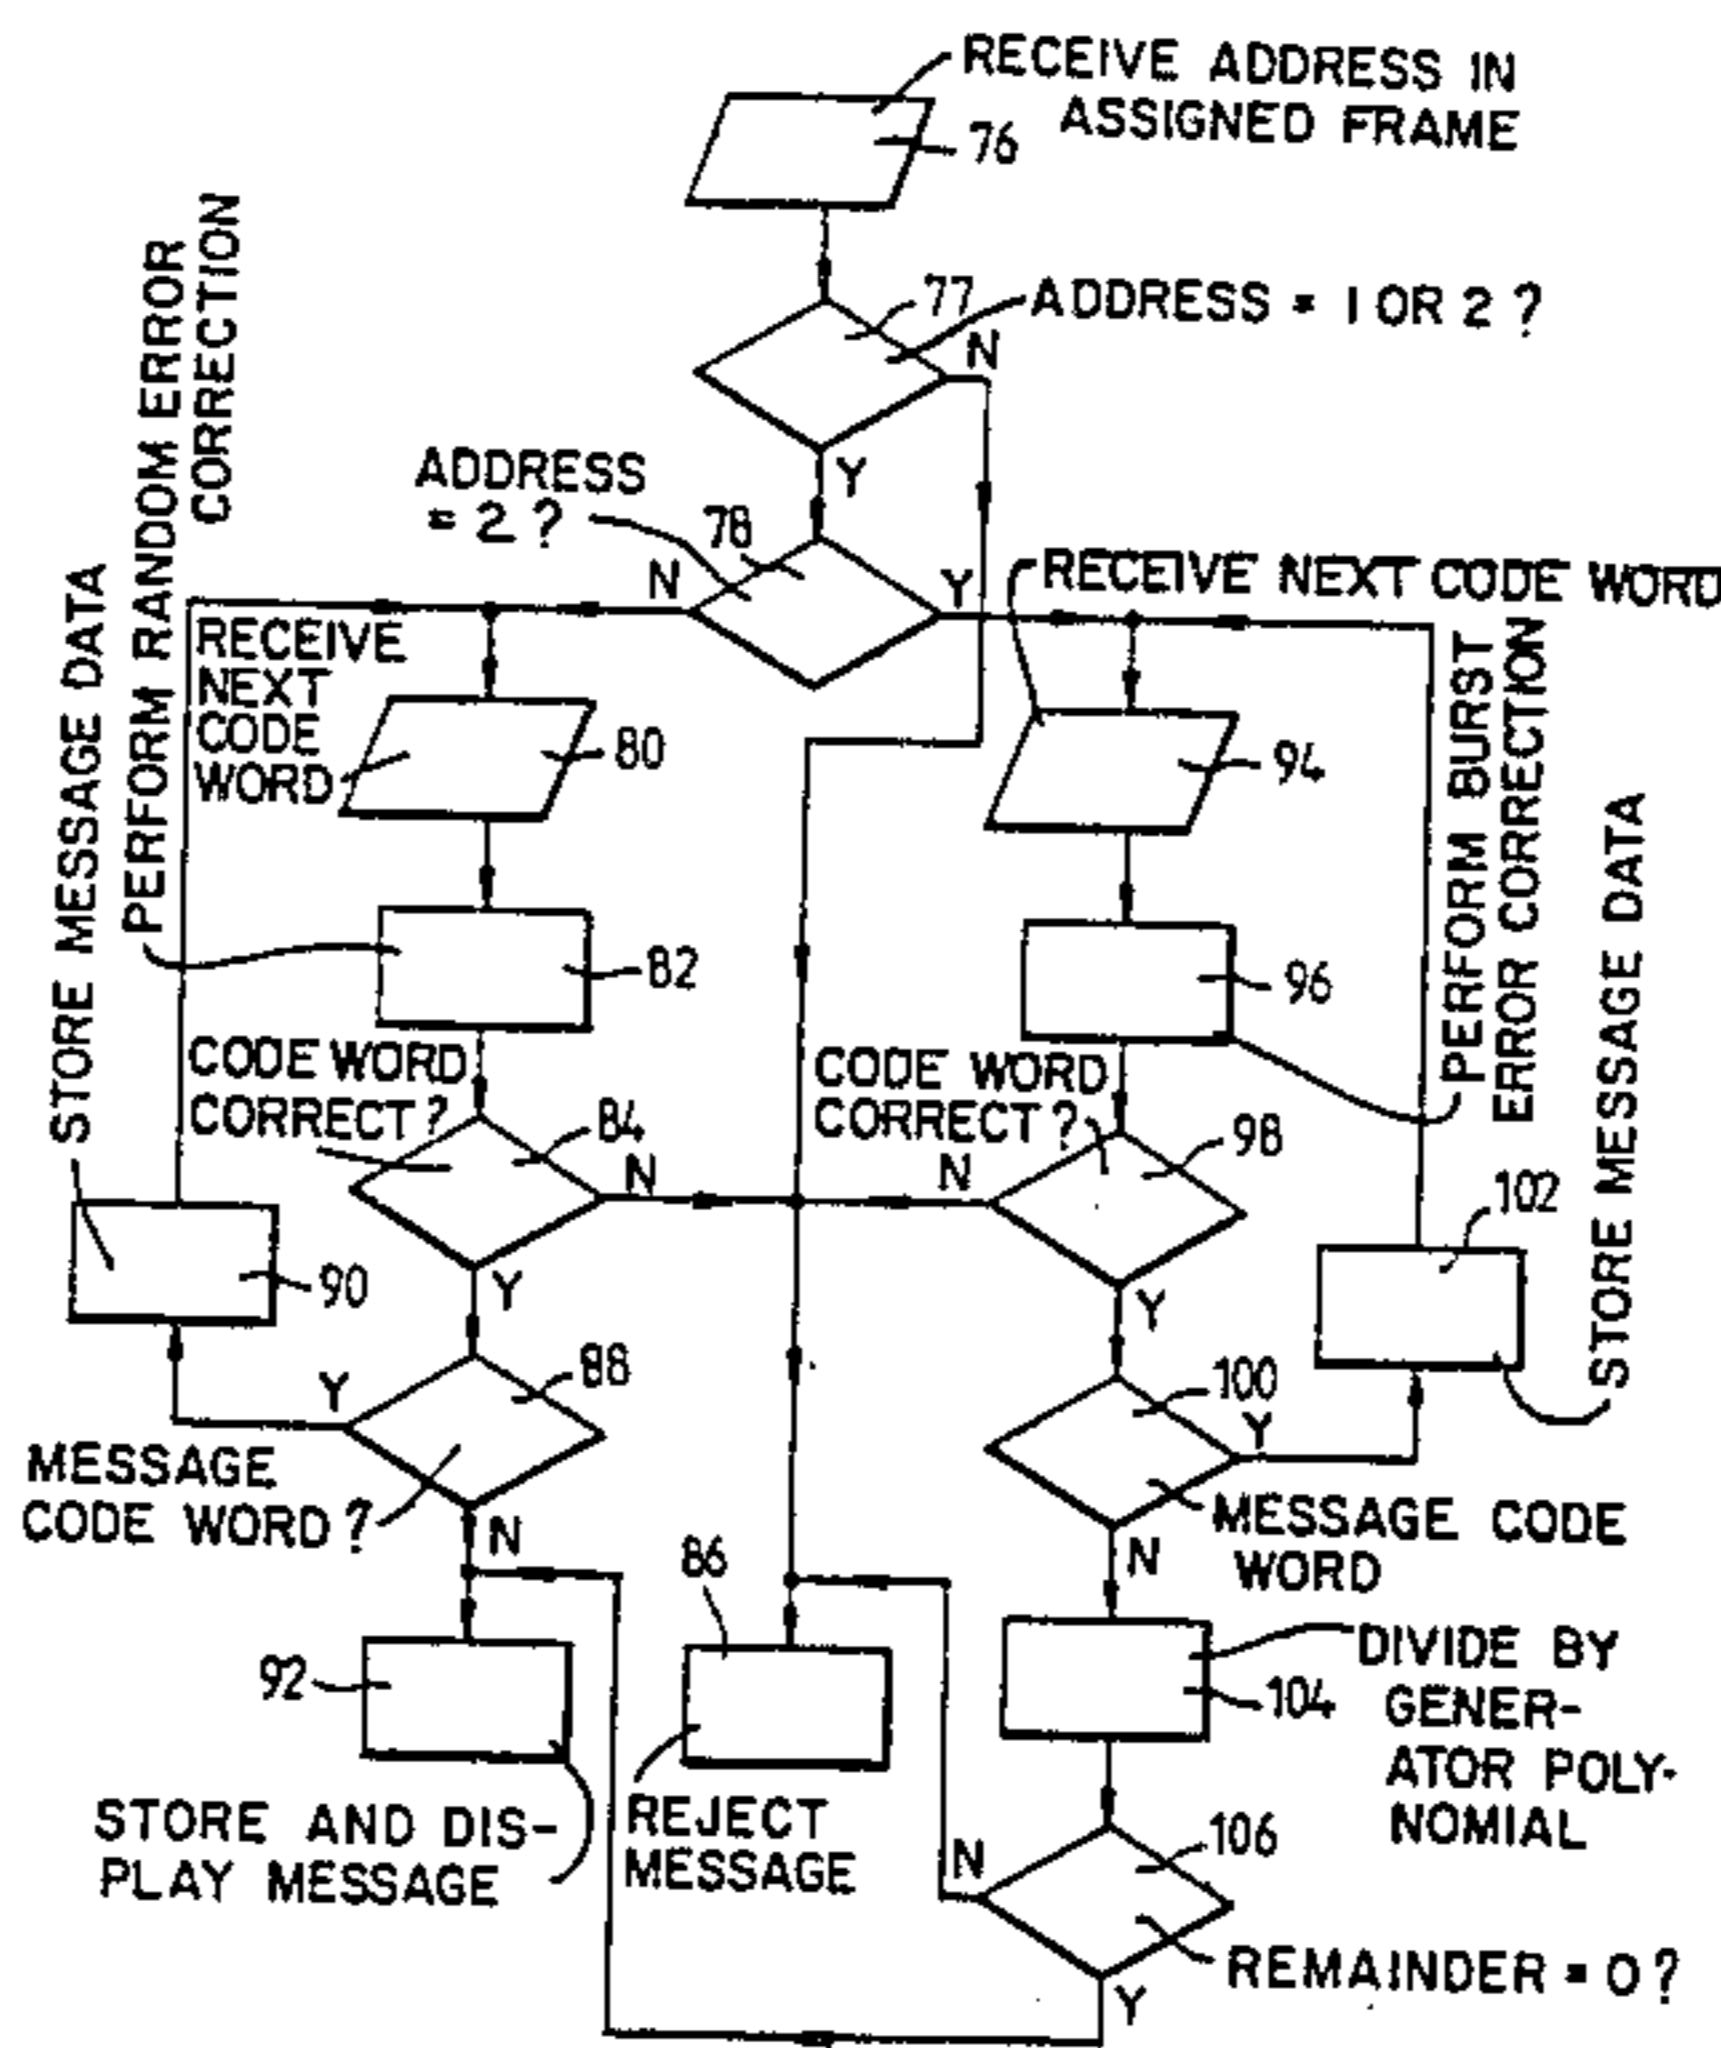 RECEIVE ADDRESS IN
ASSIGNED FRAME
76
77
ADDRESS = 1 OR 2 ?
N
Y
ADDRESS
= 2 ?
78
N
Y
RECEIVE NEXT CODE WORD
RECEIVE
NEXT
CODE
WORD
80
94
PERFORM RANDOM ERROR
CORRECTION
82
96
PERFORM BURST
ERROR CORRECTION
STORE MESSAGE DATA
CODE WORD
CORRECT ?
84
N
Y
CODE WORD
CORRECT ?
98
N
Y
90
102
STORE MESSAGE DATA
88
Y
MESSAGE
CODE WORD ?
N
100
Y
MESSAGE CODE
WORD
N
92
STORE AND DIS-
PLAY MESSAGE
86
REJECT
MESSAGE
104
DIVIDE BY
GENER-
ATOR POLY-
NOMIAL
106
N
REMAINDER = 0 ?
Y